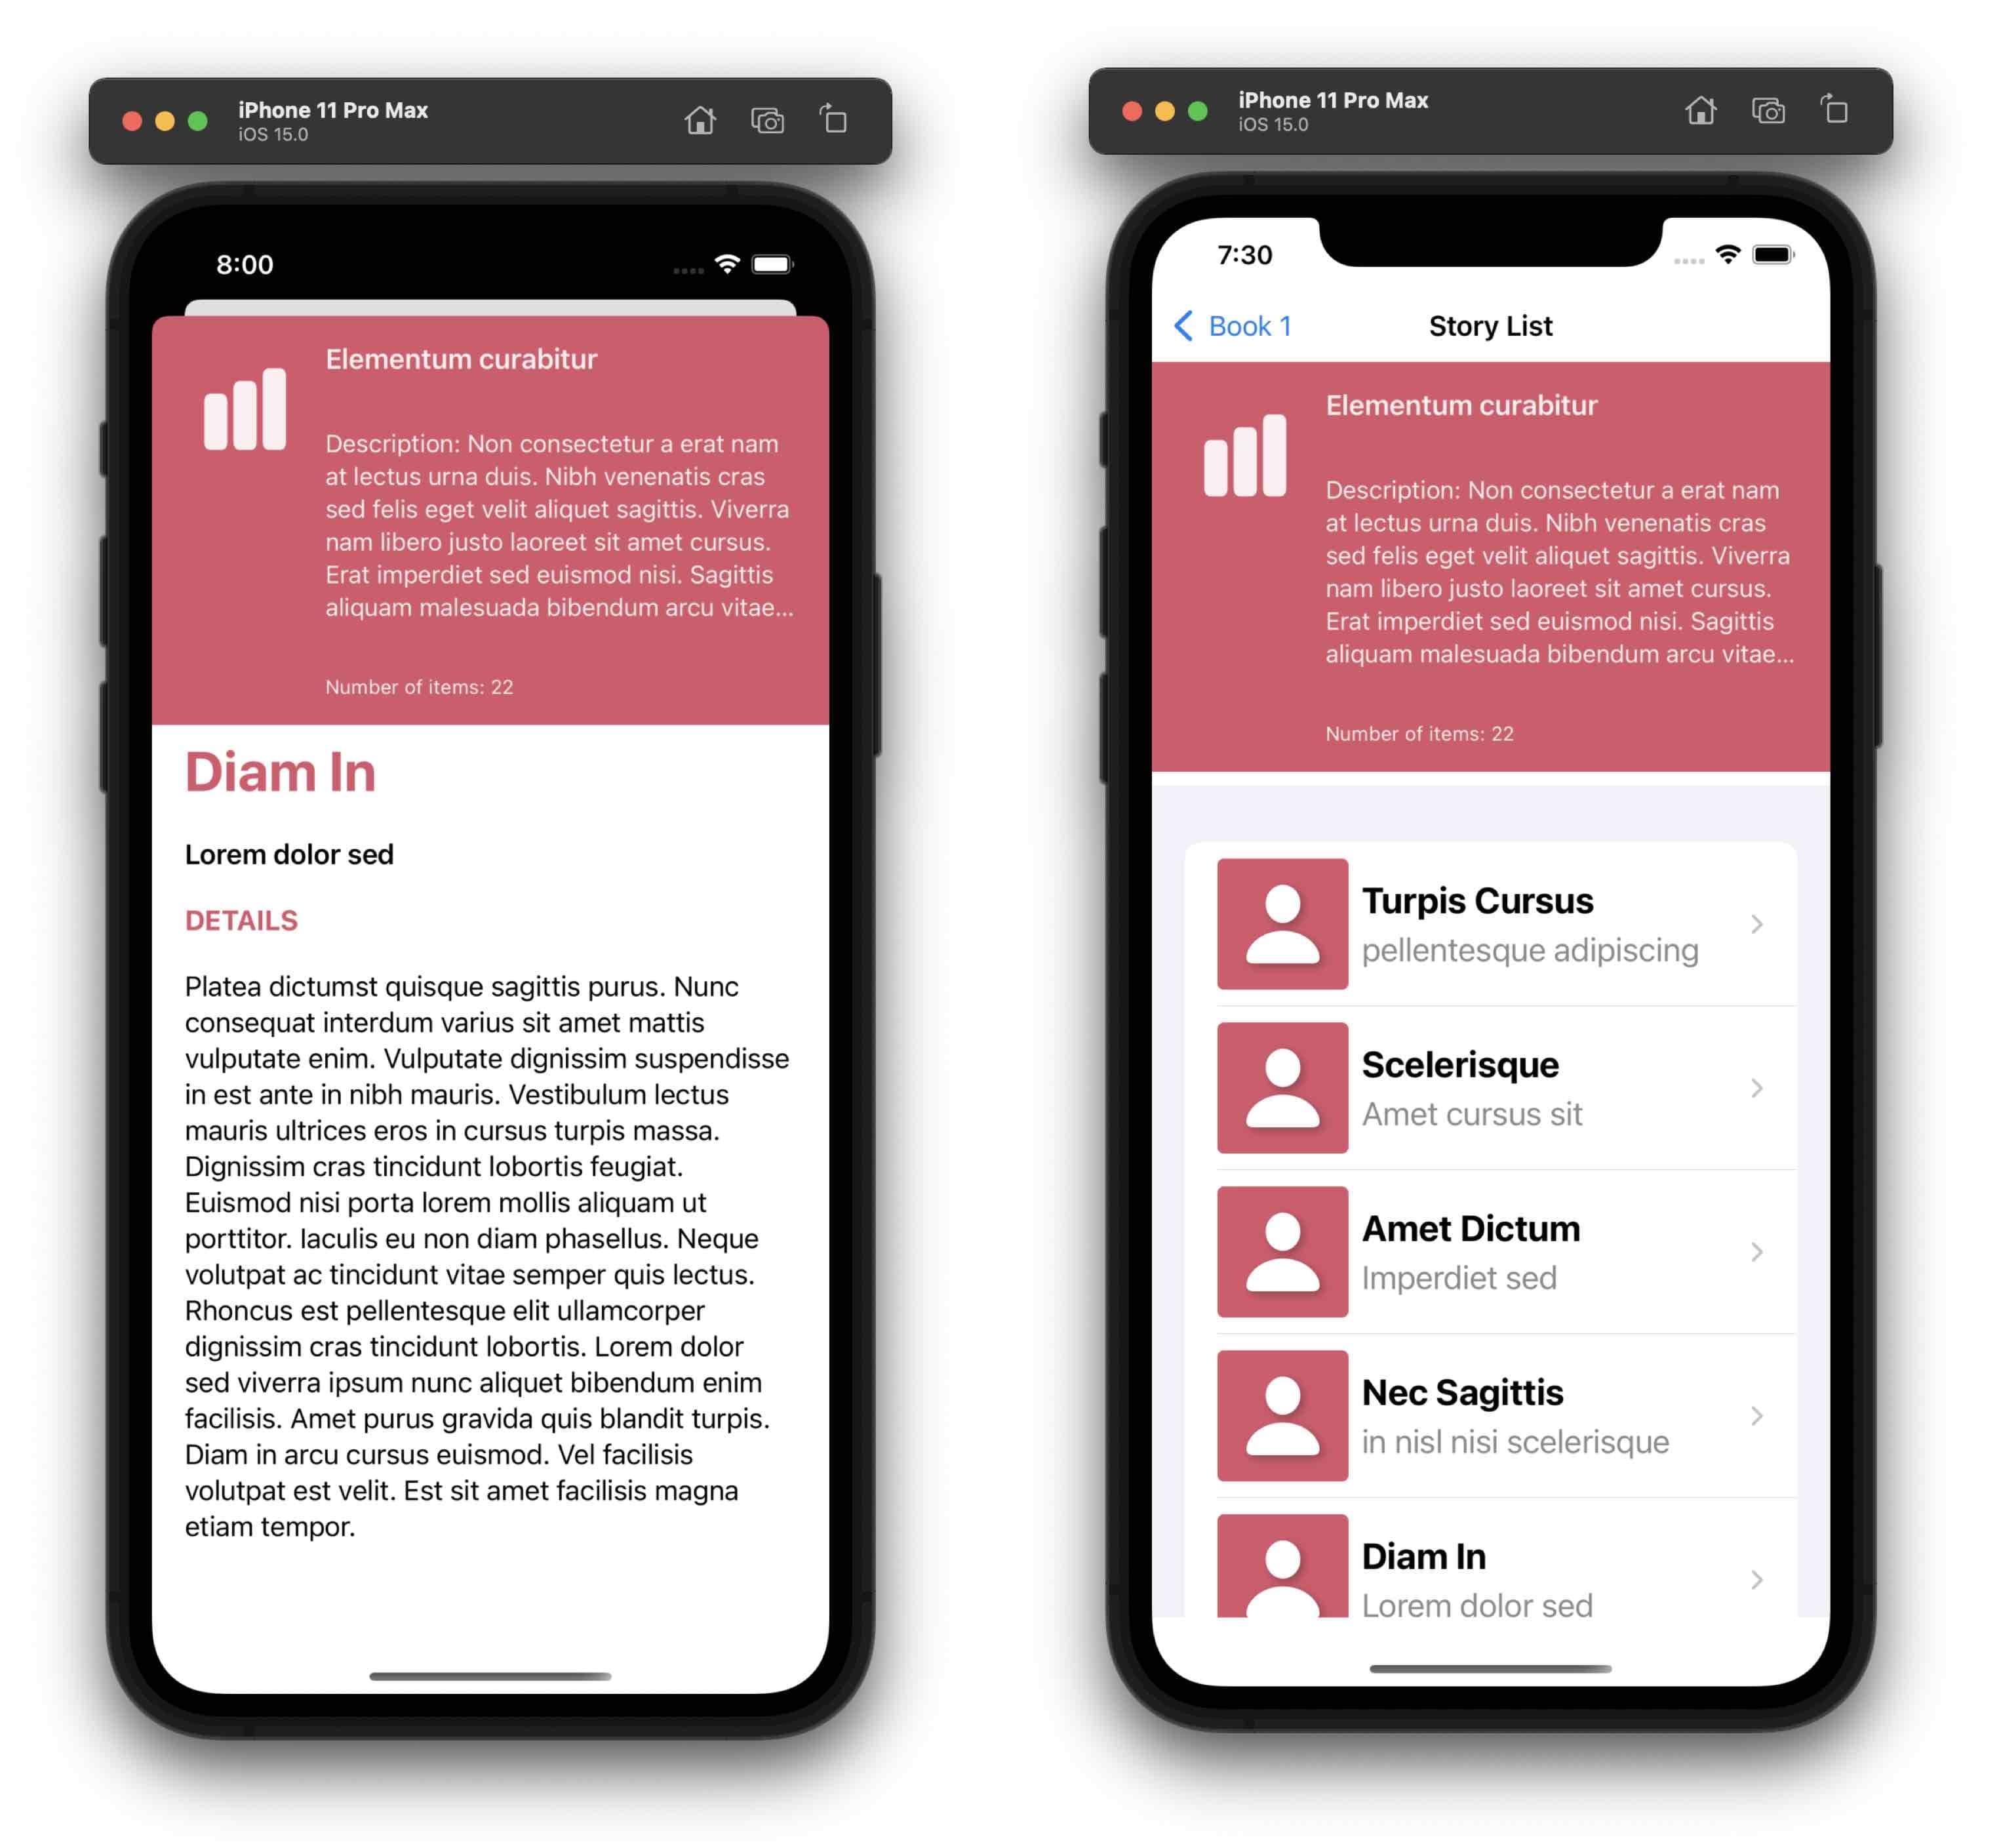 iPhone 11 Pro Max
iOS 15.0
8:00
Elementum curabitur
Description: Non consectetur a erat nam
at lectus urna duis. Nibh venenatis cras
sed felis eget velit aliquet sagittis. Viverra
nam libero justo laoreet sit amet cursus.
Erat imperdiet sed euismod nisi. Sagittis
aliquam malesuada bibendum arcu vitae...
Number of items: 22
Diam In
Lorem dolor sed
DETAILS
Platea dictumst quisque sagittis purus. Nunc
consequat interdum varius sit amet mattis
vulputate enim. Vulputate dignissim suspendisse
in est ante in nibh mauris. Vestibulum lectus
mauris ultrices eros in cursus turpis massa.
Dignissim cras tincidunt lobortis feugiat.
Euismod nisi porta lorem mollis aliquam ut
porttitor. Iaculis eu non diam phasellus. Neque
volutpat ac tincidunt vitae semper quis lectus.
Rhoncus est pellentesque elit ullamcorper
dignissim cras tincidunt lobortis. Lorem dolor
sed viverra ipsum nunc aliquet bibendum enim
facilisis. Amet purus gravida quis blandit turpis.
Diam in arcu cursus euismod. Vel facilisis
volutpat est velit. Est sit amet facilisis magna
etiam tempor.
iPhone 11 Pro Max
iOS 15.0
7:30
Book 1
Story List
Elementum curabitur
Description: Non consectetur a erat nam
at lectus urna duis. Nibh venenatis cras
sed felis eget velit aliquet sagittis. Viverra
nam libero justo laoreet sit amet cursus.
Erat imperdiet sed euismod nisi. Sagittis
aliquam malesuada bibendum arcu vitae...
Number of items: 22
Turpis Cursus
pellentesque adipiscing
Scelerisque
Amet cursus sit
Amet Dictum
Imperdiet sed
Nec Sagittis
in nisl nisi scelerisque
Diam In
Lorem dolor sed